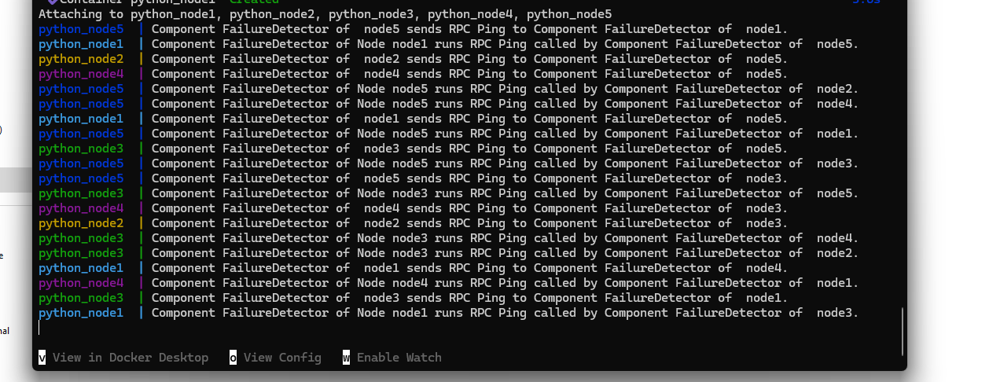 Container python_node1 Created 3.8s
Attaching to python_node1, python_node2, python_node3, python_node4, python_node5
python_node5 | Component FailureDetector of  node5 sends RPC Ping to Component FailureDetector of  node1.
python_node1 | Component FailureDetector of Node node1 runs RPC Ping called by Component FailureDetector of  node5.
python_node2 | Component FailureDetector of  node2 sends RPC Ping to Component FailureDetector of  node5.
python_node4 | Component FailureDetector of  node4 sends RPC Ping to Component FailureDetector of  node5.
python_node5 | Component FailureDetector of Node node5 runs RPC Ping called by Component FailureDetector of  node2.
python_node5 | Component FailureDetector of Node node5 runs RPC Ping called by Component FailureDetector of  node4.
python_node1 | Component FailureDetector of  node1 sends RPC Ping to Component FailureDetector of  node5.
python_node5 | Component FailureDetector of Node node5 runs RPC Ping called by Component FailureDetector of  node1.
python_node3 | Component FailureDetector of  node3 sends RPC Ping to Component FailureDetector of  node5.
python_node5 | Component FailureDetector of Node node5 runs RPC Ping called by Component FailureDetector of  node3.
python_node5 | Component FailureDetector of  node5 sends RPC Ping to Component FailureDetector of  node3.
python_node3 | Component FailureDetector of Node node3 runs RPC Ping called by Component FailureDetector of  node5.
python_node4 | Component FailureDetector of  node4 sends RPC Ping to Component FailureDetector of  node3.
python_node2 | Component FailureDetector of  node2 sends RPC Ping to Component FailureDetector of  node3.
python_node3 | Component FailureDetector of Node node3 runs RPC Ping called by Component FailureDetector of  node4.
python_node3 | Component FailureDetector of Node node3 runs RPC Ping called by Component FailureDetector of  node2.
python_node1 | Component FailureDetector of  node1 sends RPC Ping to Component FailureDetector of  node4.
python_node4 | Component FailureDetector of Node node4 runs RPC Ping called by Component FailureDetector of  node1.
python_node3 | Component FailureDetector of  node3 sends RPC Ping to Component FailureDetector of  node1.
python_node1 | Component FailureDetector of Node node1 runs RPC Ping called by Component FailureDetector of  node3.
v View in Docker Desktop o View Config w Enable Watch